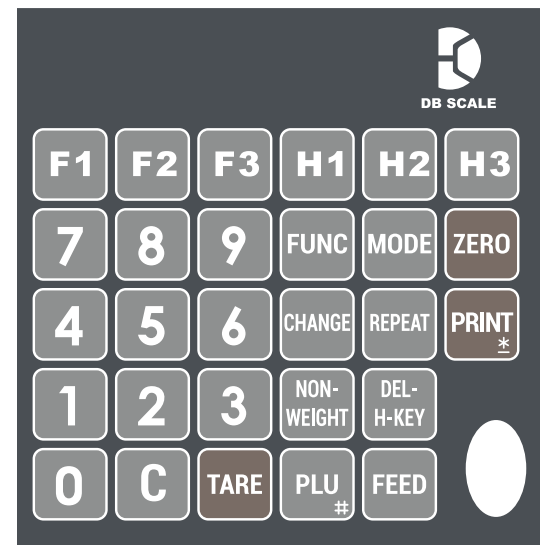 DB SCALE
F1 F2 F3 H1 H2 H3
7 8 9 FUNC MODE ZERO
4 5 6 CHANGE REPEAT PRINT
*
1 2 3 NON-
WEIGHT DEL-
H-KEY
0 C TARE PLU
# FEED